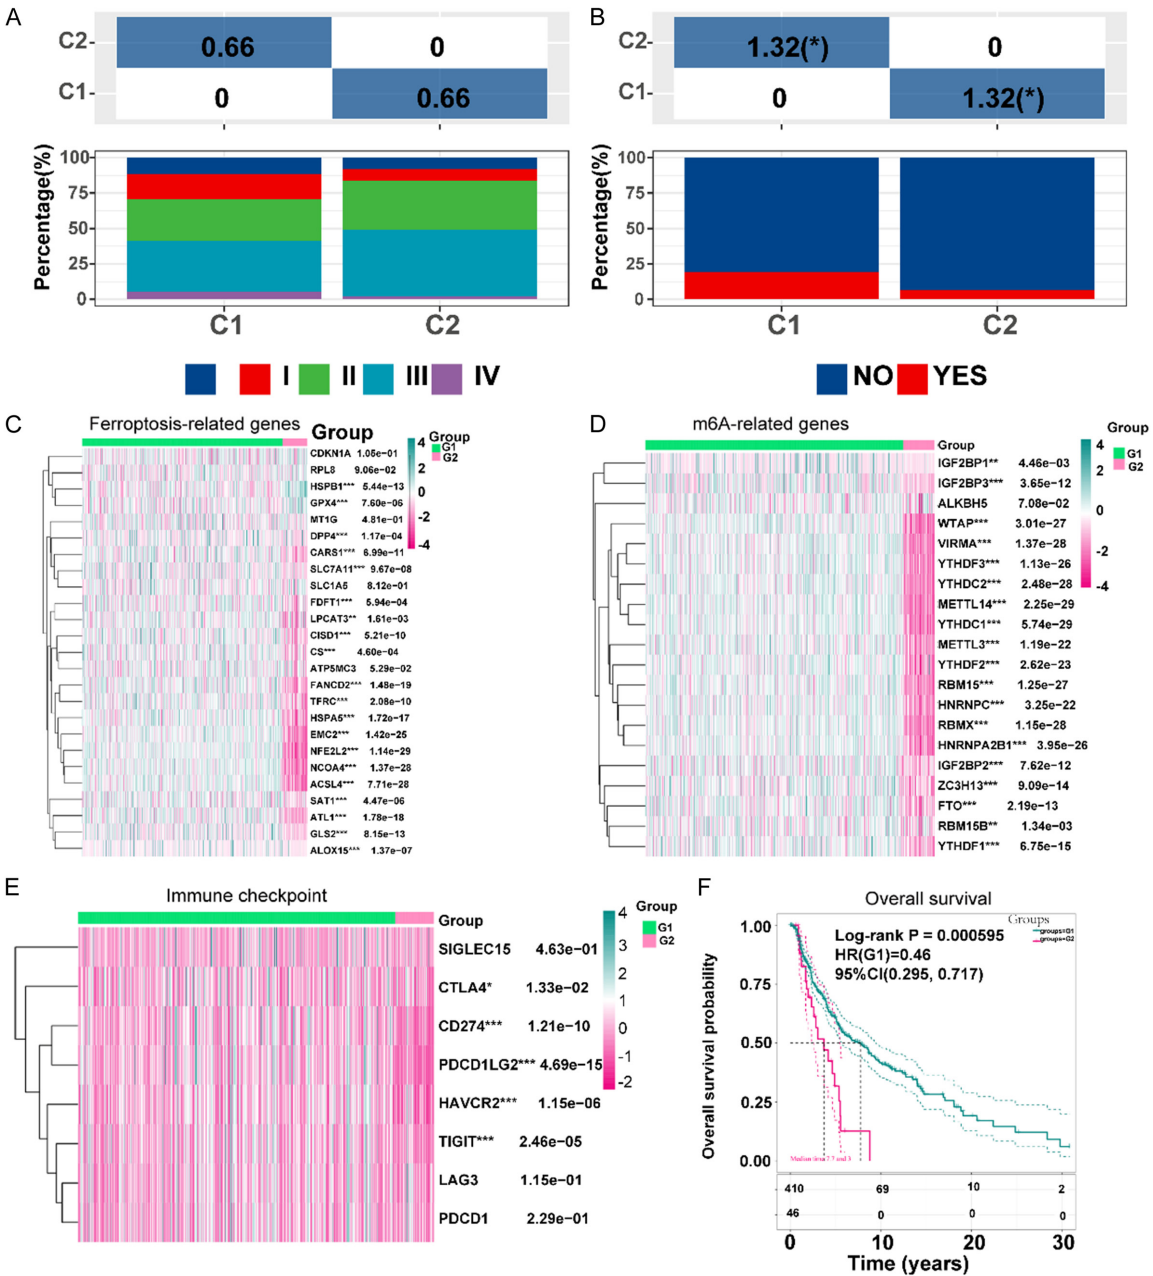 A
C2
0.66
0
C1
0
0.66
Percentage(%)
100
75
50
25
0
C1
C2
I
II
III
IV
B
C2
1.32(*)
0
C1
0
1.32(*)
Percentage(%)
100
75
50
25
0
C1
C2
NO
YES
C
Ferroptosis-related genes
Group
CDKN1A 1.05e-01
RPL8 9.06e-02
HSPB1*** 5.44e-13
GPX4*** 7.60e-06
MT1G 4.81e-01
DPP4*** 1.17e-04
CARS1*** 6.99e-11
SLC7A11*** 9.67e-08
SLC1A5 8.12e-01
FDFT1*** 5.94e-04
LPCAT3** 1.61e-03
CISD1*** 5.21e-10
CS*** 4.60e-04
ATP5MC3 5.29e-02
FANCD2*** 1.48e-19
TFRC*** 2.08e-10
HSPA5*** 1.72e-17
EMC2*** 1.42e-25
NFE2L2*** 1.14e-29
NCOA4*** 1.37e-28
ACSL4*** 7.71e-28
SAT1*** 4.47e-06
ATL1*** 1.78e-18
GLS2*** 8.15e-13
ALOX15*** 1.37e-07
4
2
0
-2
-4
Group
G1
G2
D
m6A-related genes
Group
IGF2BP1** 4.46e-03
IGF2BP3*** 3.65e-12
ALKBH5 7.08e-02
WTAP*** 3.01e-27
VIRMA*** 1.37e-28
YTHDF3*** 1.13e-26
YTHDC2*** 2.48e-28
METTL14*** 2.25e-29
YTHDC1*** 5.74e-29
METTL3*** 1.19e-22
YTHDF2*** 2.62e-23
RBM15*** 1.25e-27
HNRNPC*** 3.25e-22
RBMX*** 1.15e-28
HNRNPA2B1*** 3.95e-26
IGF2BP2*** 7.62e-12
ZC3H13*** 9.09e-14
FTO*** 2.19e-13
RBM15B** 1.34e-03
YTHDF1*** 6.75e-15
4
2
0
-2
-4
Group
G1
G2
E
Immune checkpoint
Group
SIGLEC15 4.63e-01
CTLA4* 1.33e-02
CD274*** 1.21e-10
PDCD1LG2*** 4.69e-15
HAVCR2*** 1.15e-06
TIGIT*** 2.46e-05
LAG3 1.15e-01
PDCD1 2.29e-01
4
3
2
1
0
-1
-2
Group
G1
G2
F
Overall survival
Groups
groups=G1
groups=G2
Log-rank P = 0.000595
HR(G1)=0.46
95%CI(0.295, 0.717)
Overall survival probability
1.00
0.75
0.50
0.25
0.00
410 69 10 2
46 0 0 0
0 10 20 30
Time (years)